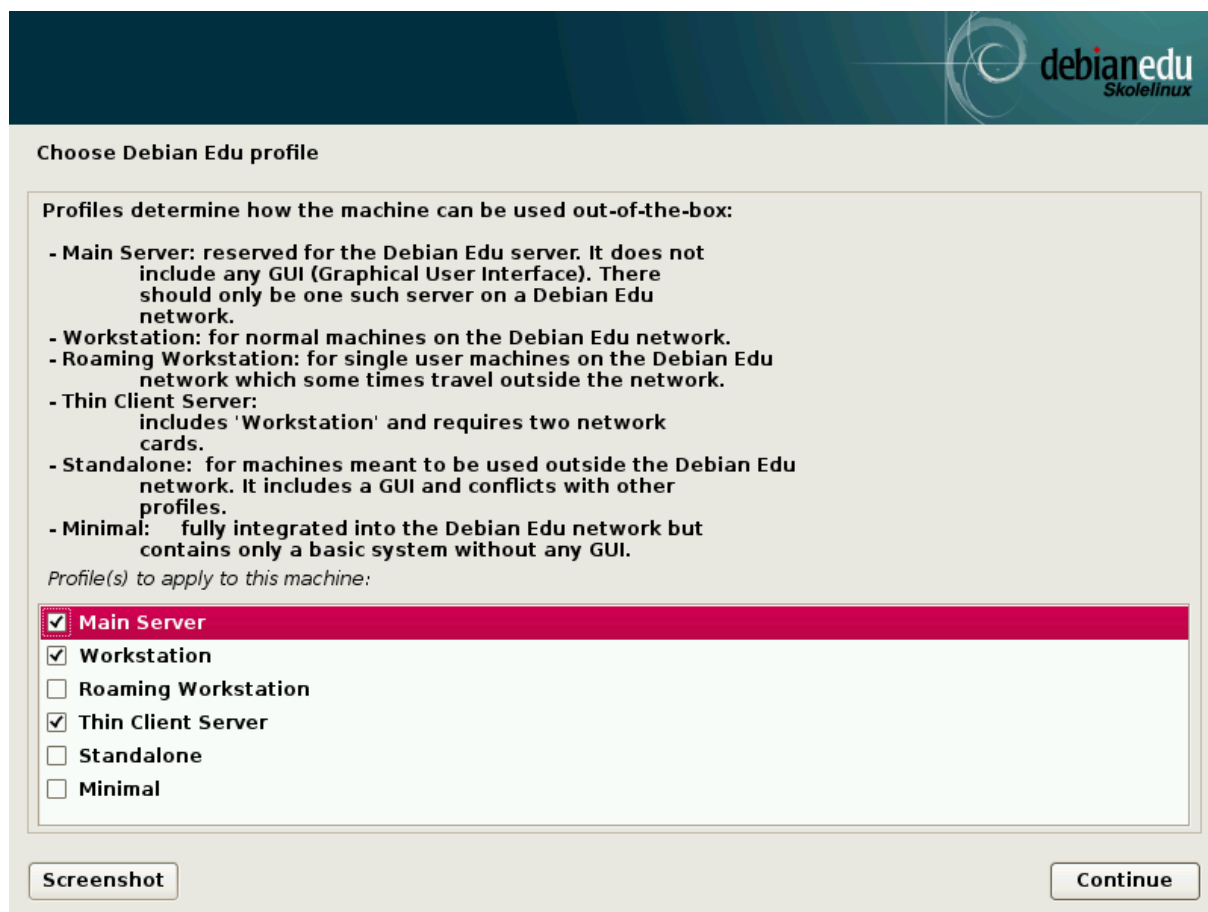 debianedu
Skolelinux
Choose Debian Edu profile
Profiles determine how the machine can be used out-of-the-box:
- Main Server: reserved for the Debian Edu server. It does not
include any GUI (Graphical User Interface). There
should only be one such server on a Debian Edu
network.
- Workstation: for normal machines on the Debian Edu network.
- Roaming Workstation: for single user machines on the Debian Edu
network which some times travel outside the network.
- Thin Client Server:
includes 'Workstation' and requires two network
cards.
- Standalone: for machines meant to be used outside the Debian Edu
network. It includes a GUI and conflicts with other
profiles.
- Minimal: fully integrated into the Debian Edu network but
contains only a basic system without any GUI.
Profile(s) to apply to this machine:
Main Server
Workstation
Roaming Workstation
Thin Client Server
Standalone
Minimal
Screenshot
Continue